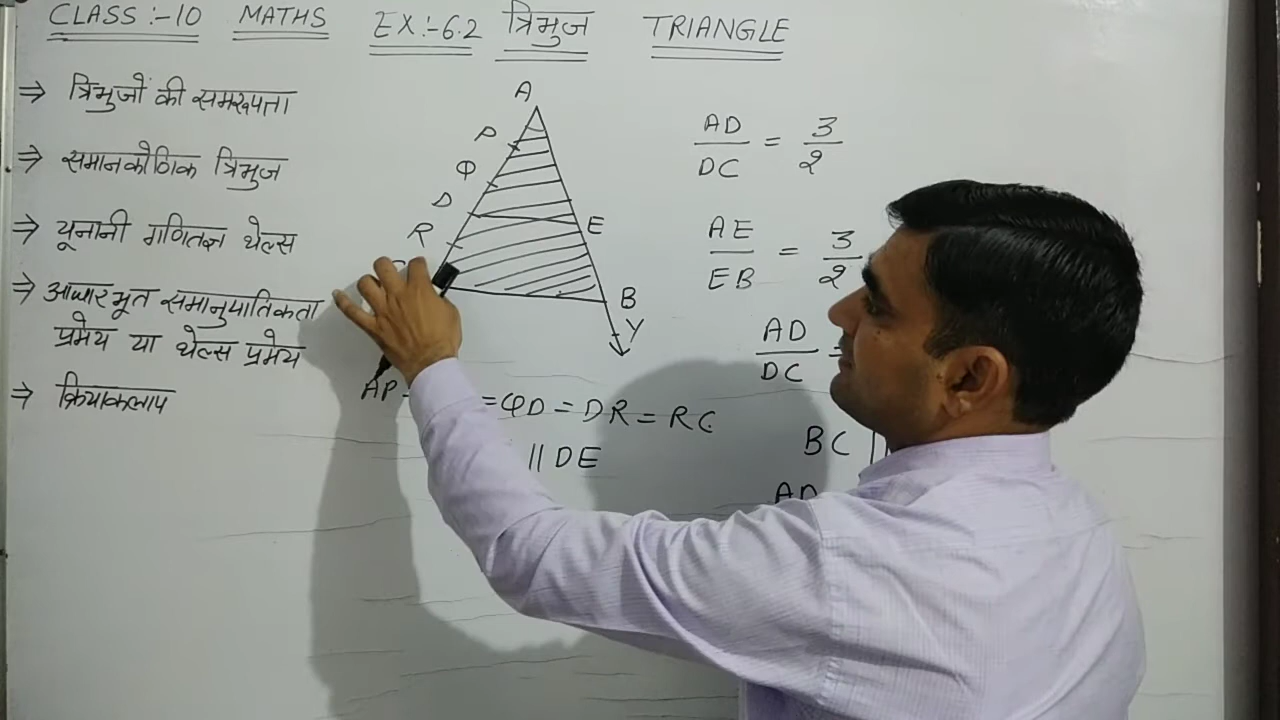 CLASS :- 10 MATHS EX :- 6.2 त्रिभुज TRIANGLE
⇒ त्रिभुजों की समरूपता
⇒ समानकोणिक त्रिभुज
⇒ यूनानी गणितज्ञ थेल्स
⇒ आधारभूत समानुपातिकता
प्रमेय या थेल्स प्रमेय
⇒ क्रियाकलाप
A
P
Q
D
R
E
B
Y
AP = QD = DR = RC
|| DE
AD/DC = 3/2
AE/EB = 3/2
AD/DC =
BC ||
AD